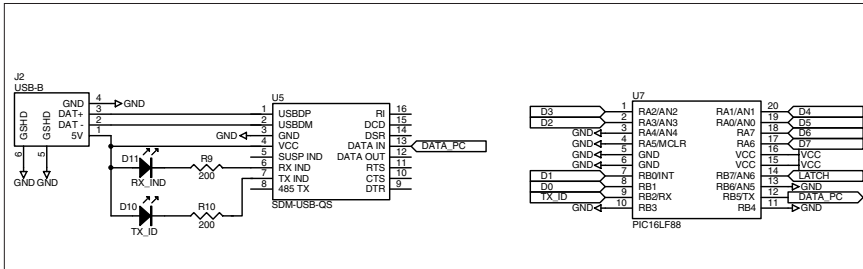 J2
USB-B
GND 4 GND
DAT+ 3
DAT - 2
5V 1
GSHD GSHD
6 5
GND GND
D11
RX_IND
R9
200
D10
TX_ID
R10
200
U5
1 USBDP RI 16
2 USBDM DCD 15
GND 3 GND DSR 14
4 VCC DATA IN 13 DATA_PC
5 SUSP IND DATA OUT 12
6 RX IND RTS 11
7 TX IND CTS 10
8 485 TX DTR 9
SDM-USB-QS
U7
D3 1 RA2/AN2 RA1/AN1 20 D4
D2 2 RA3/AN3 RA0/AN0 19 D5
GND 3 RA4/AN4 RA7 18 D6
GND 4 RA5/MCLR RA6 17 D7
GND 5 GND VCC 16 VCC
GND 6 GND VCC 15 VCC
D1 7 RB0/INT RB7/AN6 14 LATCH
D0 8 RB1 RB6/AN5 13 GND
TX_ID 9 RB2/RX RB5/TX 12 DATA_PC
GND 10 RB3 RB4 11 GND
PIC16LF88